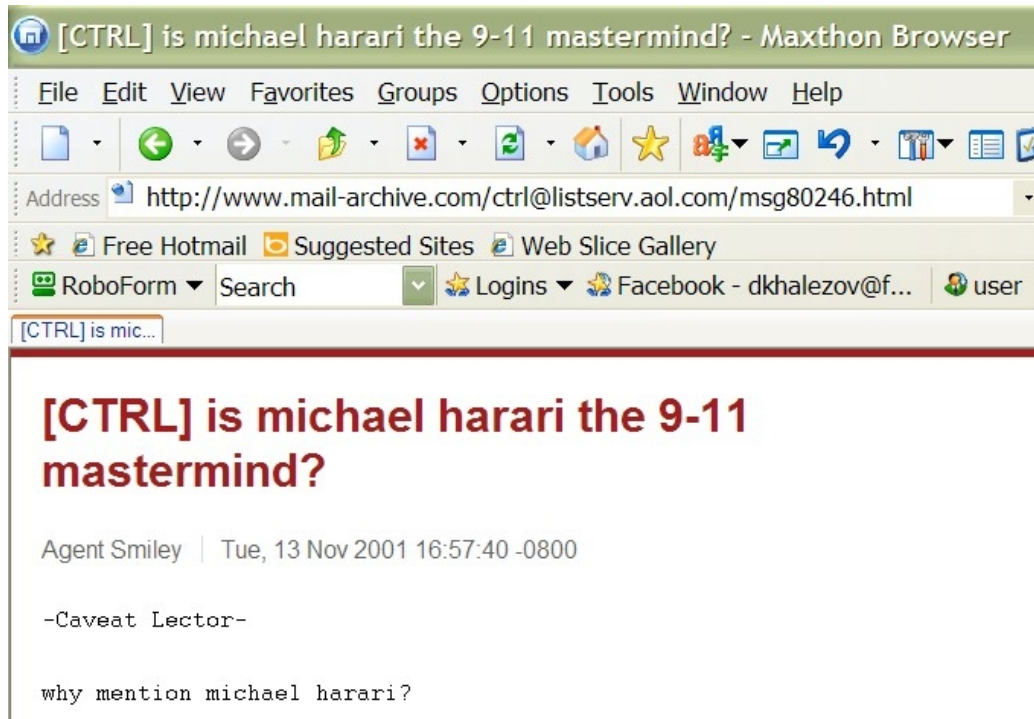 [CTRL] is michael harari the 9-11 mastermind? - Maxthon Browser
File Edit View Favorites Groups Options Tools Window Help
Address http://www.mail-archive.com/ctrl@listserv.aol.com/msg80246.html
Free Hotmail Suggested Sites Web Slice Gallery
RoboForm Search Logins Facebook - dkhalezov@f... user
[CTRL] is mic...
[CTRL] is michael harari the 9-11
mastermind?
Agent Smiley Tue, 13 Nov 2001 16:57:40 -0800
-Caveat Lector-
why mention michael harari?